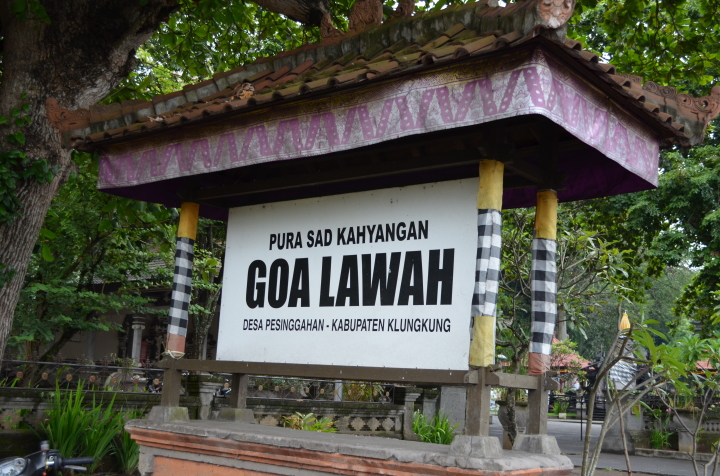 PURA SAD KAHYANGAN
GOA LAWAH
DESA PESINGGAHAN - KABUPATEN KLUNGKUNG